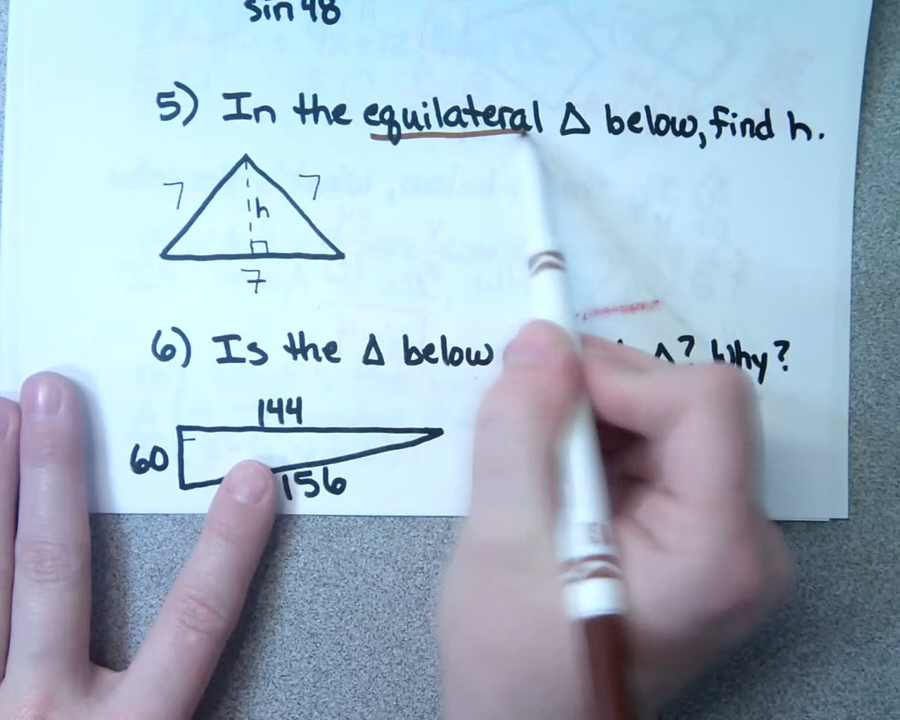 sin 48
5) In the equilateral Δ below, find h.
7 7
h
7
6) Is the Δ below Δ? Why?
144
60
156